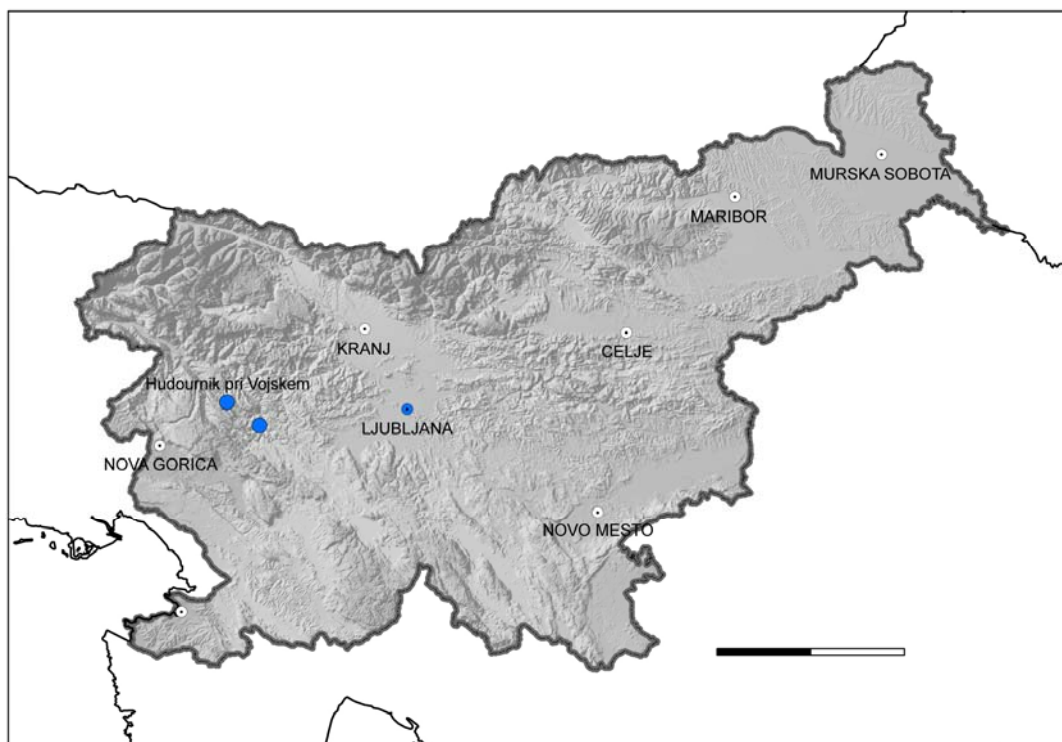 MURSKA SOBOTA
MARIBOR
KRANJ
CELJE
Hudournik pri Vojskem
LJUBLJANA
NOVA GORICA
NOVO MESTO